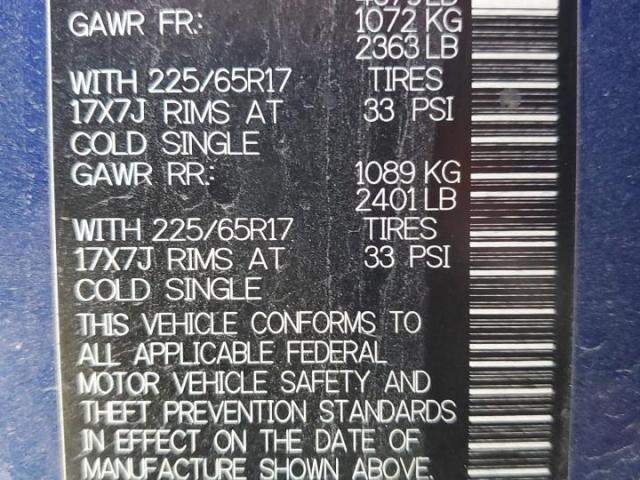 GAWR FR: 1072 KG
2363 LB
WITH 225/65R17 TIRES
17X7J RIMS AT 33 PSI
COLD SINGLE
GAWR RR: 1089 KG
2401 LB
WITH 225/65R17 TIRES
17X7J RIMS AT 33 PSI
COLD SINGLE
THIS VEHICLE CONFORMS TO
ALL APPLICABLE FEDERAL
MOTOR VEHICLE SAFETY AND
THEFT PREVENTION STANDARDS
IN EFFECT ON THE DATE OF
MANUFACTURE SHOWN ABOVE.